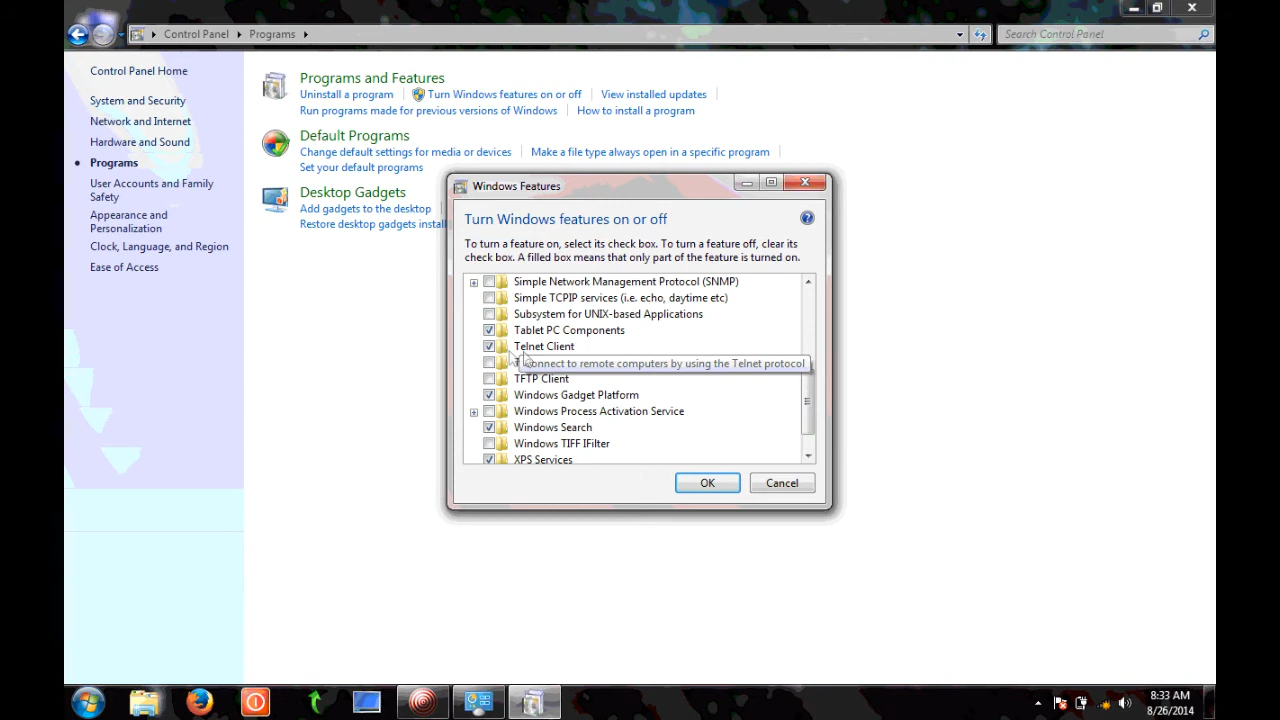 Control Panel
Programs
Search Control Panel
Control Panel Home
System and Security
Network and Internet
Hardware and Sound
Programs
User Accounts and Family
Safety
Appearance and
Personalization
Clock, Language, and Region
Ease of Access
Programs and Features
Uninstall a program
Turn Windows features on or off
View installed updates
Run programs made for previous versions of Windows
How to install a program
Default Programs
Change default settings for media or devices
Make a file type always open in a specific program
Set your default programs
Desktop Gadgets
Add gadgets to the desktop
Restore desktop gadgets
Windows Features
Turn Windows features on or off
To turn a feature on, select its check box. To turn a feature off, clear its
check box. A filled box means that only part of the feature is turned on.
Simple Network Management Protocol (SNMP)
Simple TCPIP services (i.e. echo, daytime etc)
Subsystem for UNIX-based Applications
Tablet PC Components
Telnet Client
Connect to remote computers by using the Telnet protocol
TFTP Client
Windows Gadget Platform
Windows Process Activation Service
Windows Search
Windows TIFF IFilter
XPS Services
OK
Cancel
8:33 AM
8/26/2014